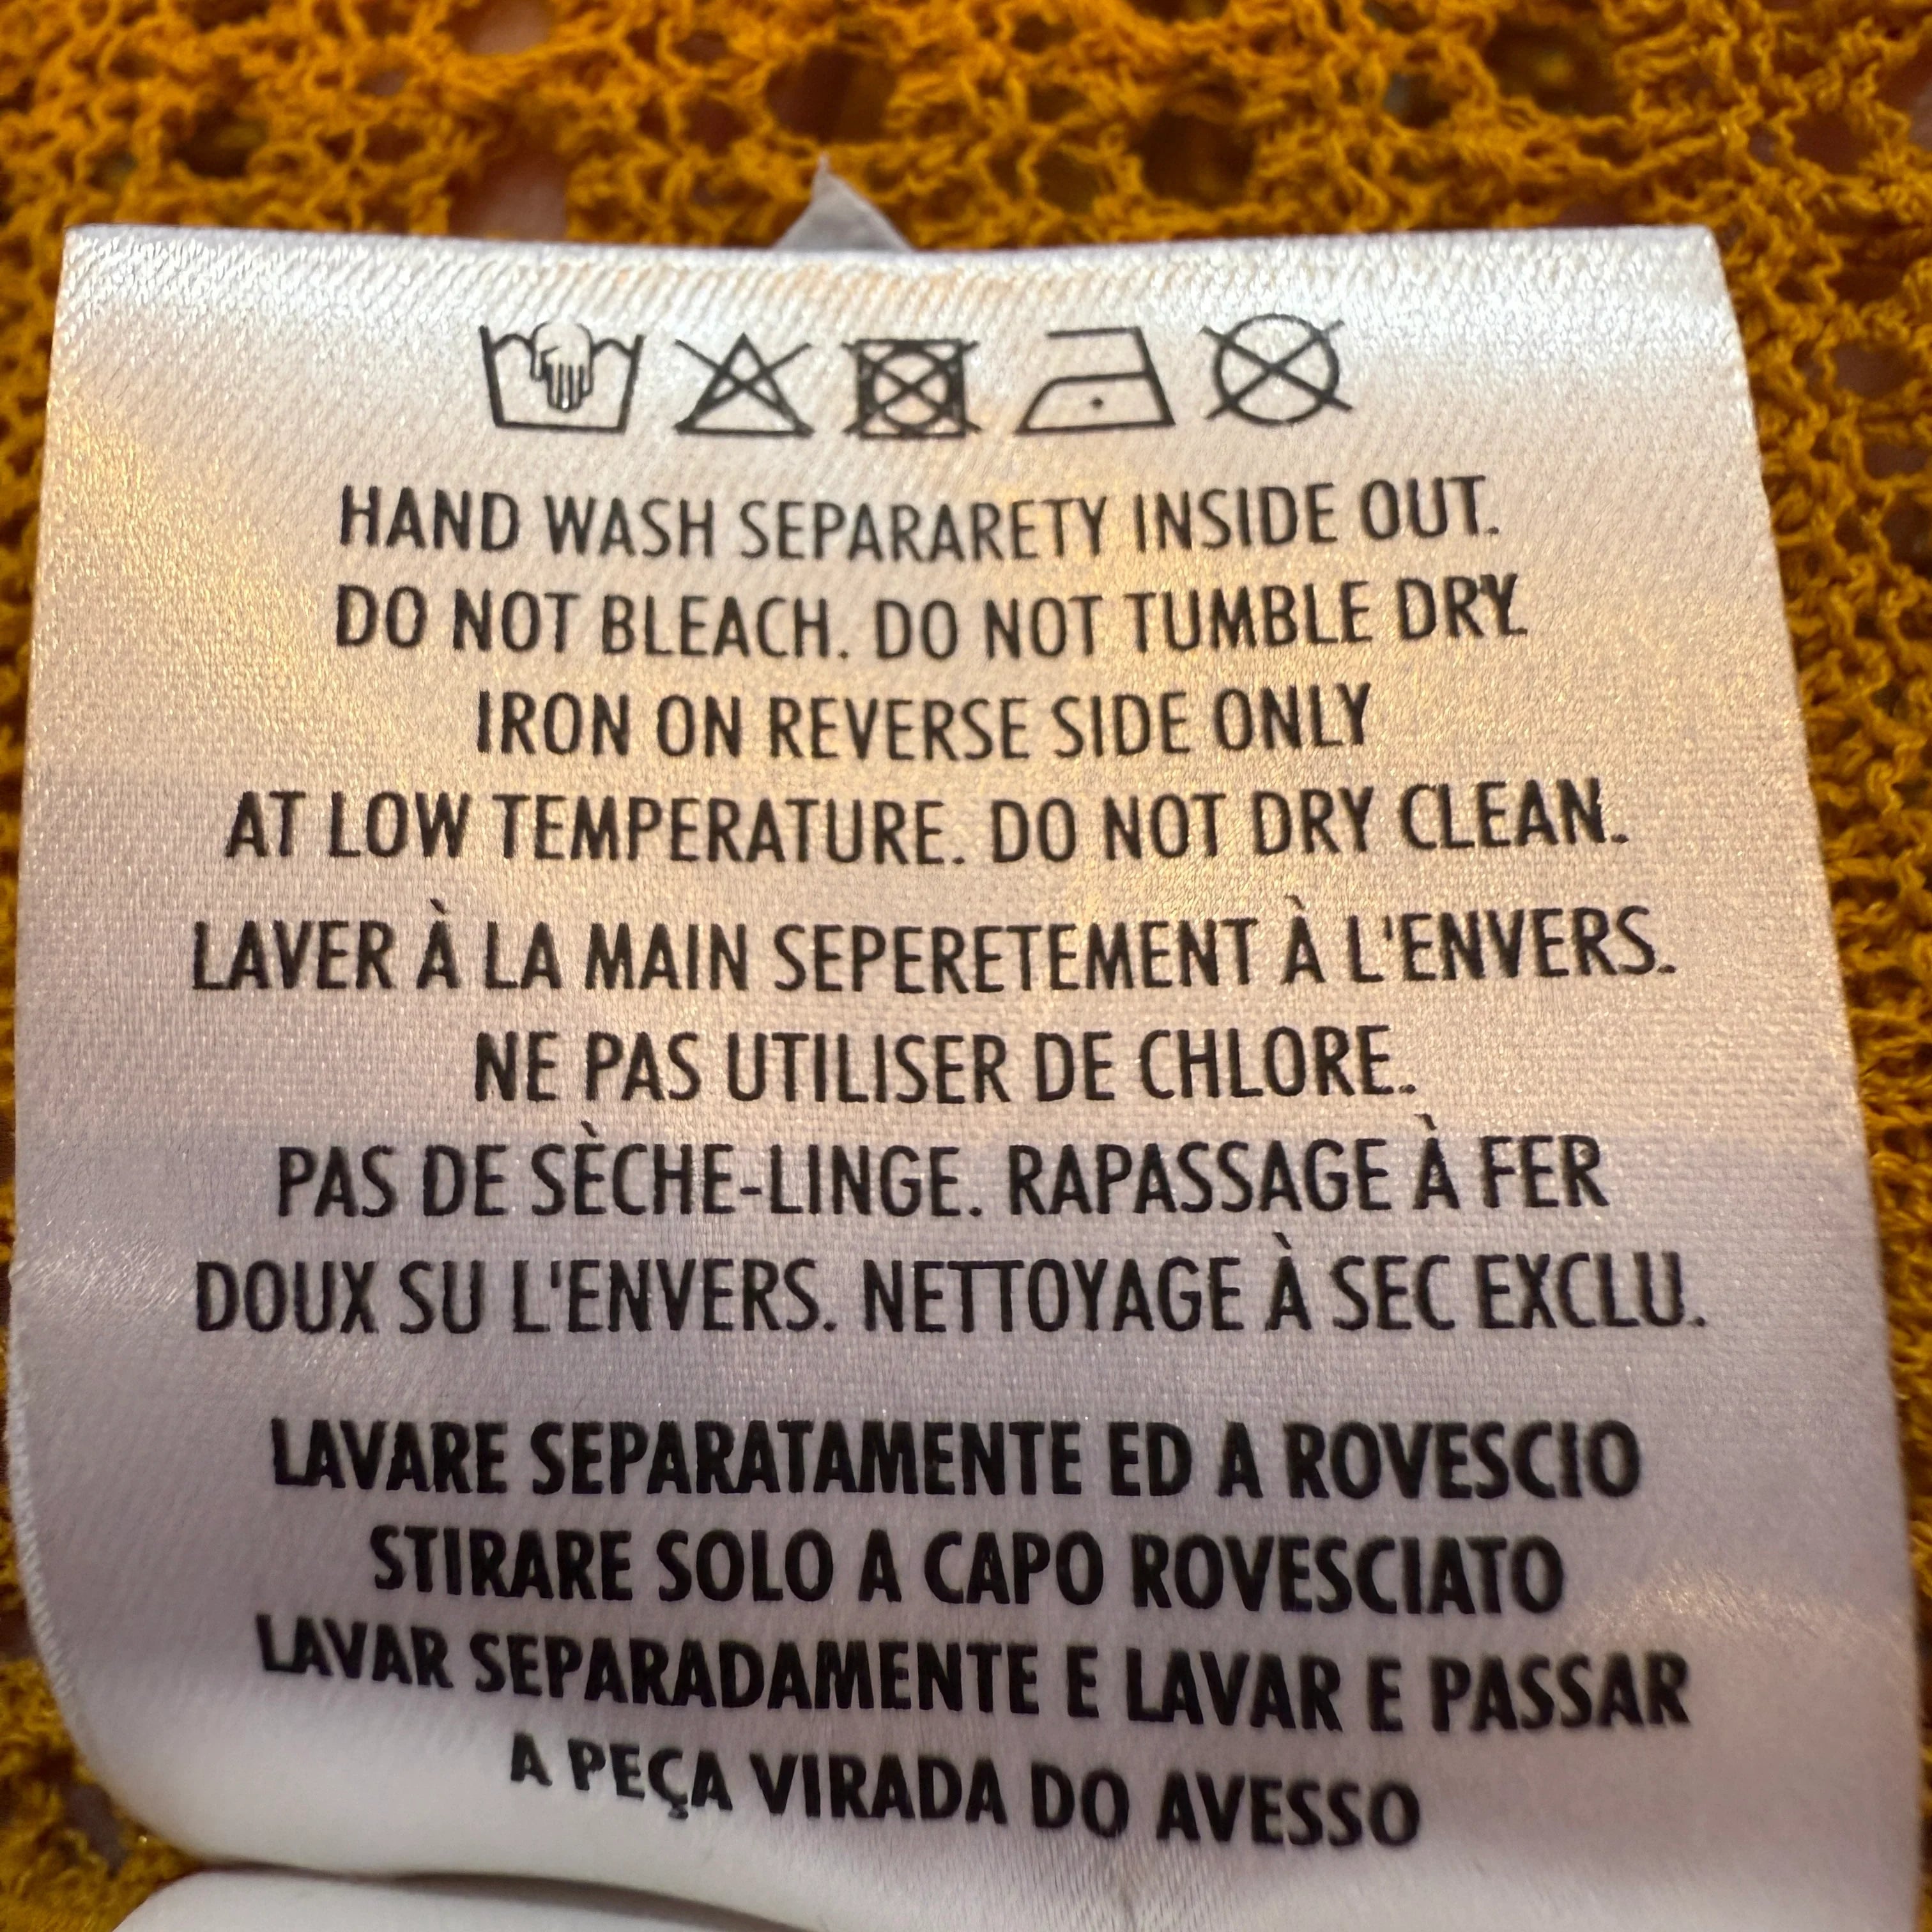 HAND WASH SEPARARETY INSIDE OUT.
DO NOT BLEACH. DO NOT TUMBLE DRY.
IRON ON REVERSE SIDE ONLY
AT LOW TEMPERATURE. DO NOT DRY CLEAN.
LAVER À LA MAIN SEPERETEMENT À L'ENVERS.
NE PAS UTILISER DE CHLORE..
PAS DE SÈCHE-LINGE. RAPASSAGE À FER
DOUX SU L'ENVERS. NETTOYAGE À SEC EXCLU.
LAVARE SEPARATAMENTE ED A ROVESCIO
STIRARE SOLO A CAPO ROVESCIATO
LAVAR SEPARADAMENTE E LAVAR E PASSAR
A PEÇA VIRADA DO AVESSO